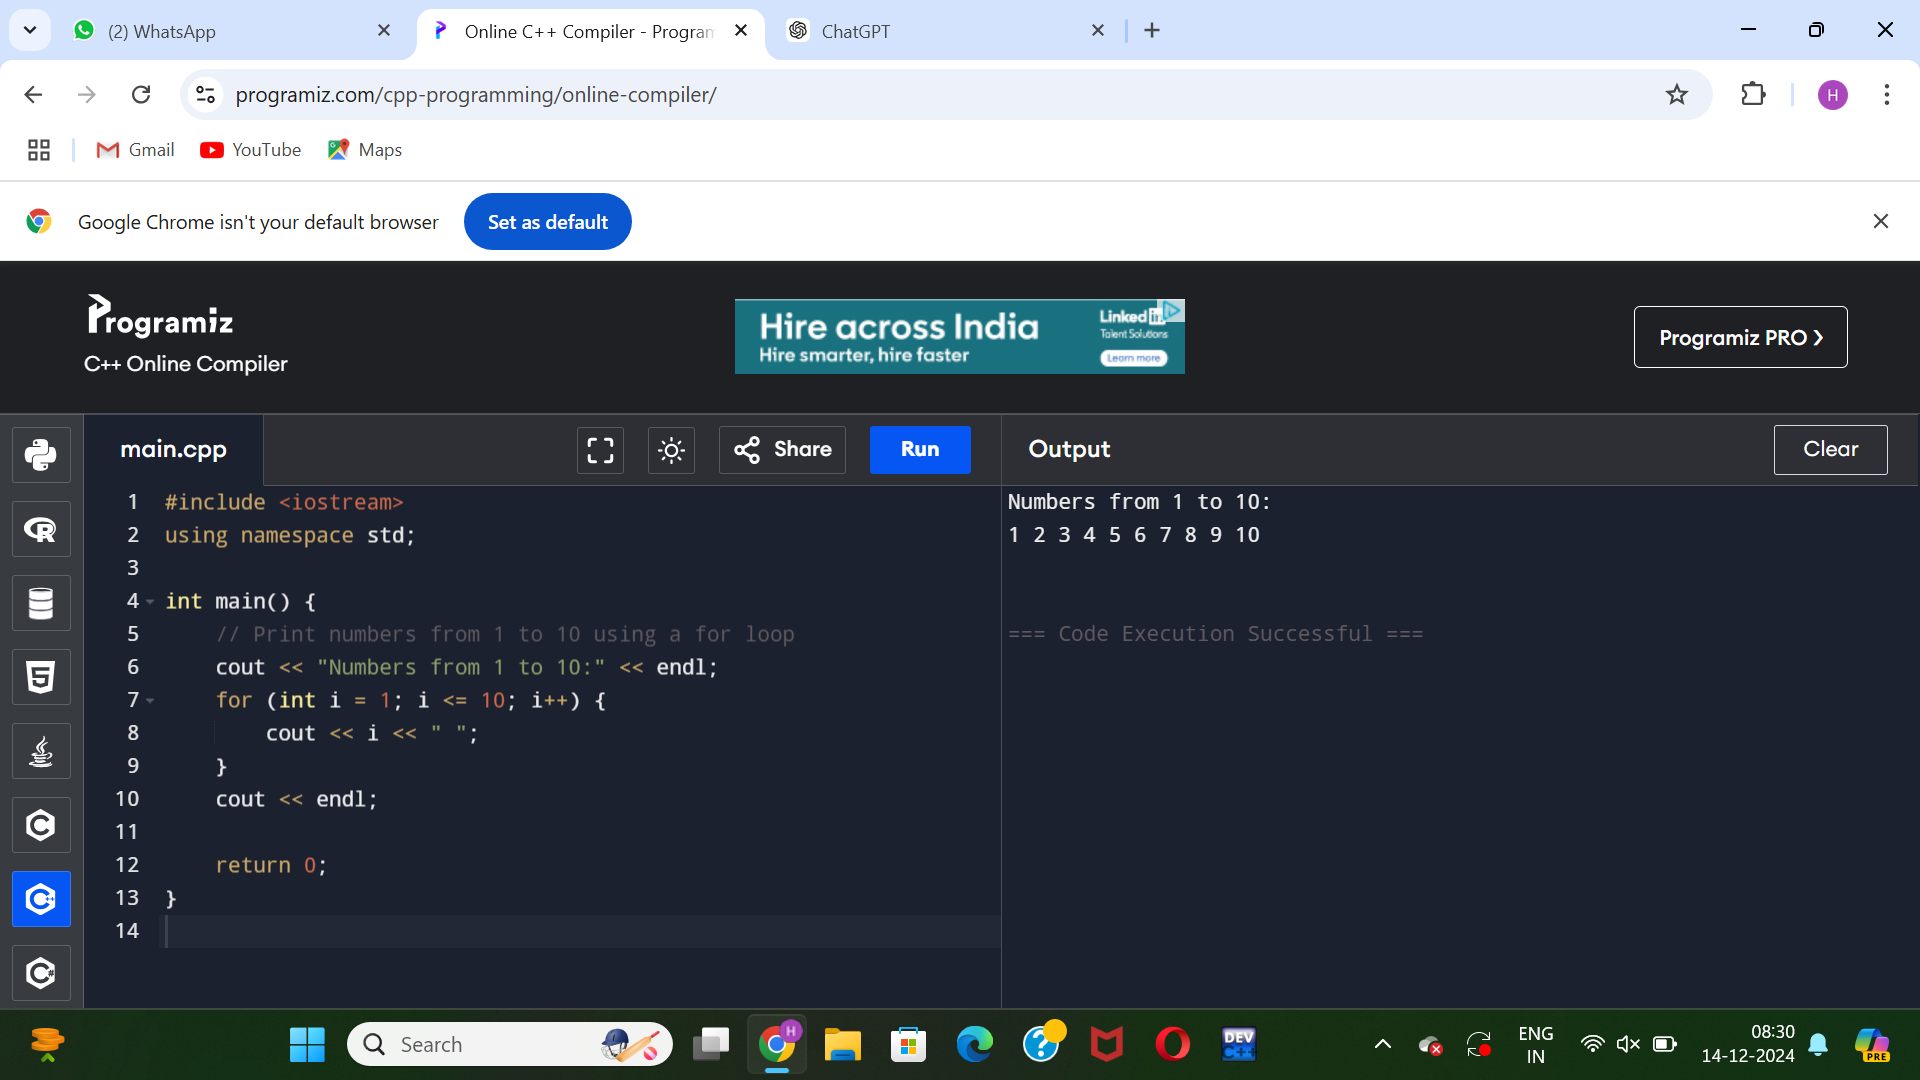 (2) WhatsApp
Online C++ Compiler - Program
ChatGPT
programiz.com/cpp-programming/online-compiler/
H
Gmail
YouTube
Maps
Google Chrome isn't your default browser
Set as default
Programiz
C++ Online Compiler
Hire across India
Hire smarter, hire faster
Linked in
Talent Solutions
Learn more
Programiz PRO ❯
main.cpp
Share
Run
Output
Clear
1 #include <iostream>
2 using namespace std;
3
4 int main() {
5     // Print numbers from 1 to 10 using a for loop
6     cout << "Numbers from 1 to 10:" << endl;
7     for (int i = 1; i <= 10; i++) {
8         cout << i << " ";
9     }
10     cout << endl;
11
12     return 0;
13 }
14
Numbers from 1 to 10:
1 2 3 4 5 6 7 8 9 10
=== Code Execution Successful ===
R
5
C
C++
C#
Search
H
DEV
C++
ENG
IN
08:30
14-12-2024
PRE